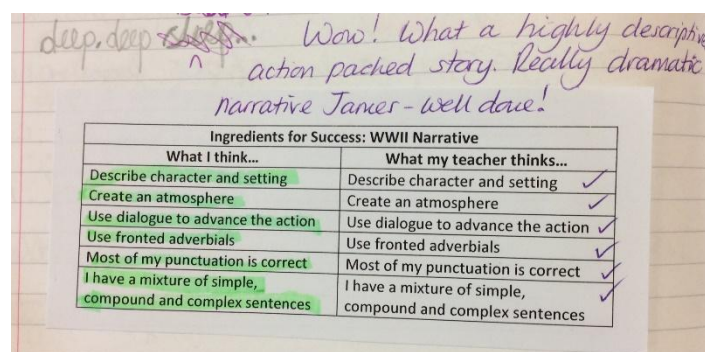 deep, deep Wow! What a highly descriptive
action packed story. Really dramatic
narrative James - well done!
Ingredients for Success: WWII Narrative
What I think... What my teacher thinks...
Describe character and setting Describe character and setting ✓
Create an atmosphere Create an atmosphere ✓
Use dialogue to advance the action Use dialogue to advance the action ✓
Use fronted adverbials Use fronted adverbials ✓
Most of my punctuation is correct Most of my punctuation is correct ✓
I have a mixture of simple, I have a mixture of simple, ✓
compound and complex sentences compound and complex sentences